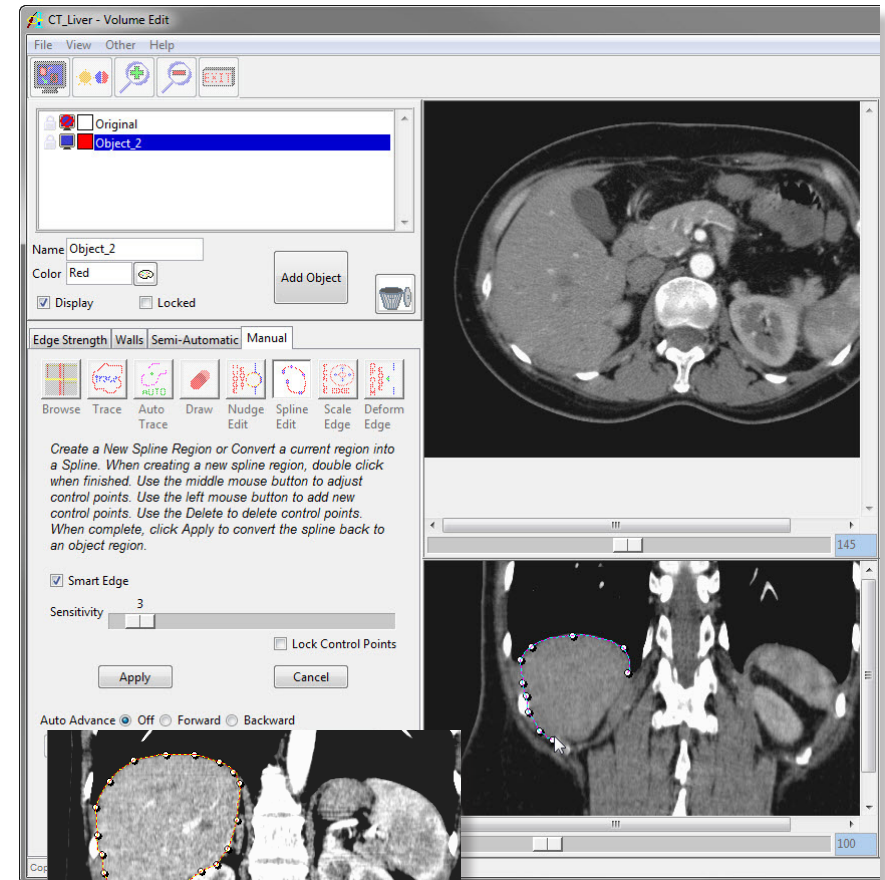 CT_Liver - Volume Edit
File View Other Help
EXIT
Original
Object_2
Name Object_2
Color Red
Add Object
Display Locked
Edge Strength Walls Semi-Automatic Manual
Browse Trace Auto Trace Draw Nudge Edit Spline Edit Scale Edge Deform Edge
Create a New Spline Region or Convert a current region into
a Spline. When creating a new spline region, double click
when finished. Use the middle mouse button to adjust
control points. Use the left mouse button to add new
control points. Use the Delete to delete control points.
When complete, click Apply to convert the spline back to
an object region.
145
Smart Edge
3
Sensitivity
Lock Control Points
Apply Cancel
Auto Advance Off Forward Backward
100